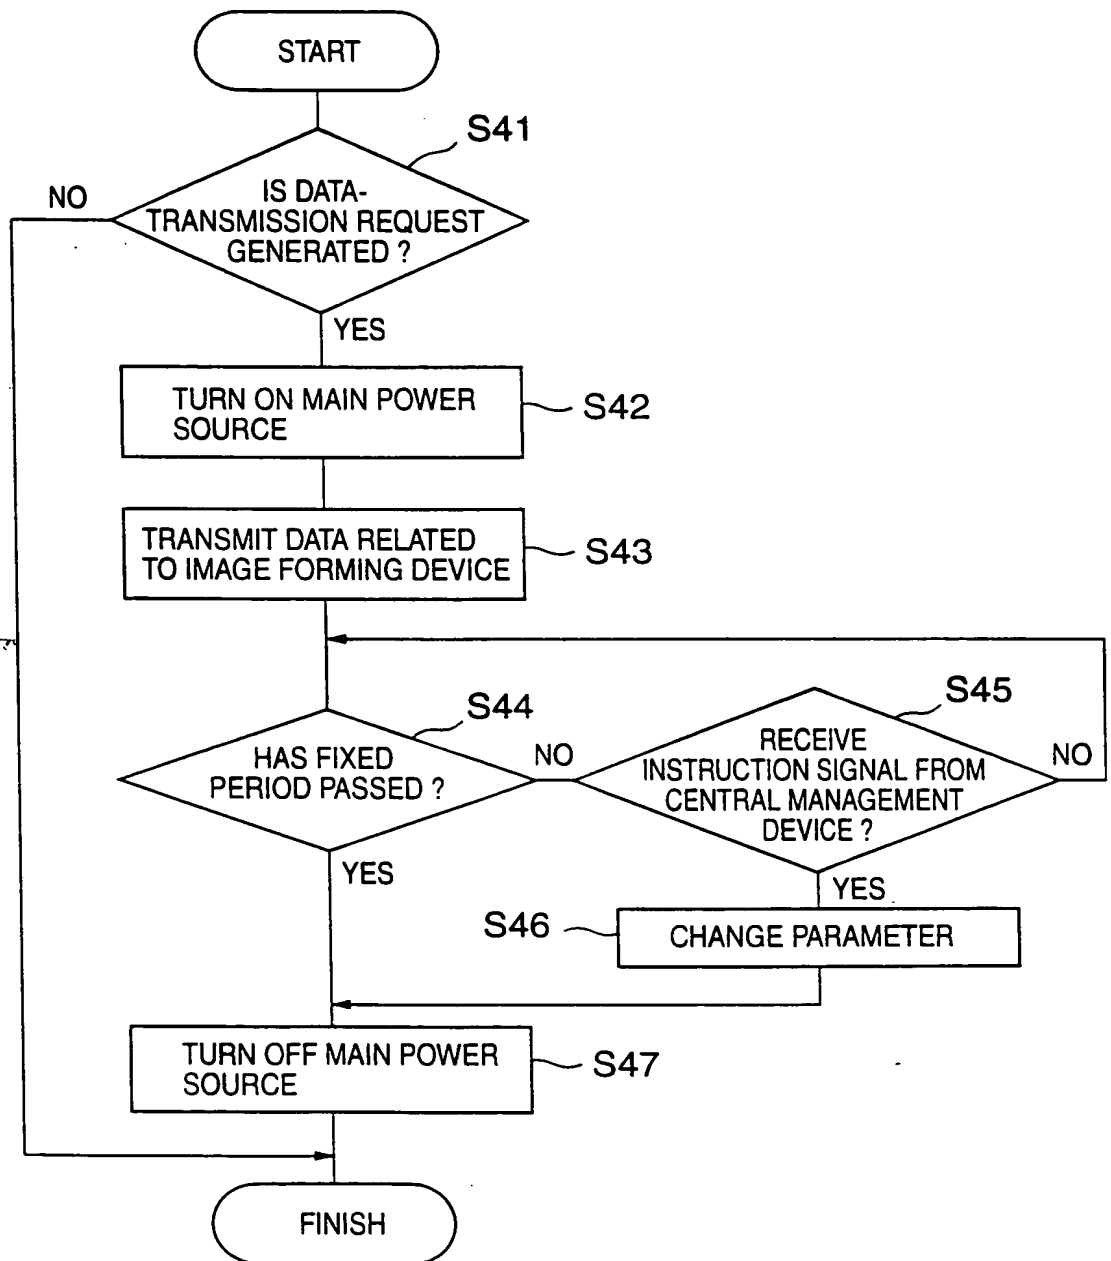 START
S41
NO
IS DATA-
TRANSMISSION REQUEST
GENERATED ?
YES
TURN ON MAIN POWER
SOURCE
S42
TRANSMIT DATA RELATED
TO IMAGE FORMING DEVICE
S43
S44
HAS FIXED
PERIOD PASSED ?
NO
S45
RECEIVE
INSTRUCTION SIGNAL FROM
CENTRAL MANAGEMENT
DEVICE ?
NO
YES
YES
S46
CHANGE PARAMETER
TURN OFF MAIN POWER
SOURCE
S47
FINISH